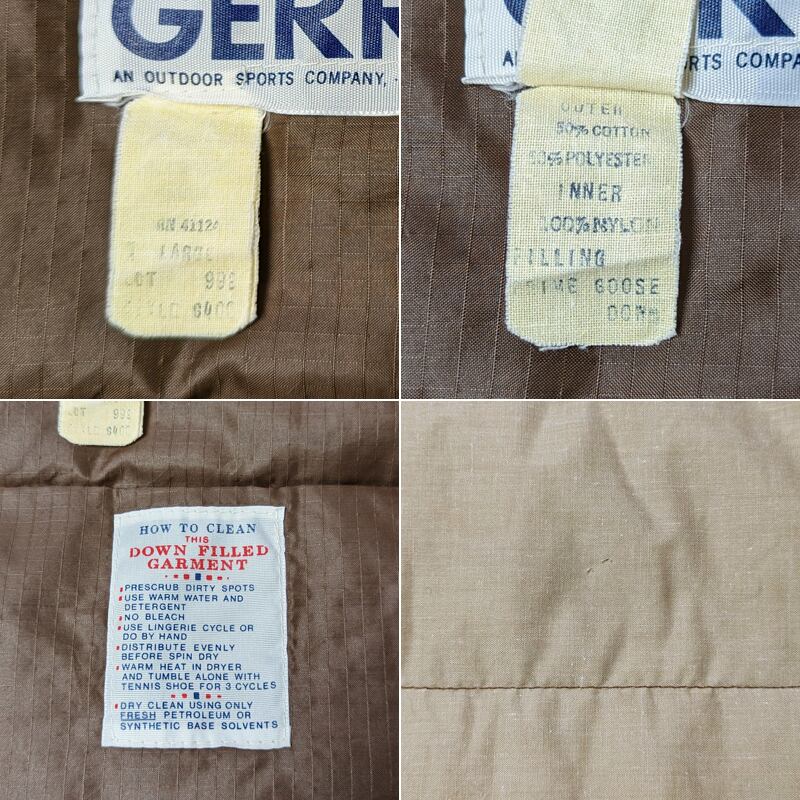 GERR
AN OUTDOOR SPORTS COMPANY,
RN 41124
LARGE
LOT 993
OUTER
50% COTTON
50% POLYESTER
INNER
100% NYLON
FILLING
GOOSE
DOWN
HOW TO CLEAN
THIS
DOWN FILLED
GARMENT
PRESCRUB DIRTY SPOTS
USE WARM WATER AND
DETERGENT
NO BLEACH
USE LINGERIE CYCLE OR
DO BY HAND
DISTRIBUTE EVENLY
BEFORE SPIN DRY
WARM HEAT IN DRYER
AND TUMBLE ALONE WITH
TENNIS SHOE FOR 3 CYCLES
DRY CLEAN USING ONLY
FRESH PETROLEUM OR
SYNTHETIC BASE SOLVENTS